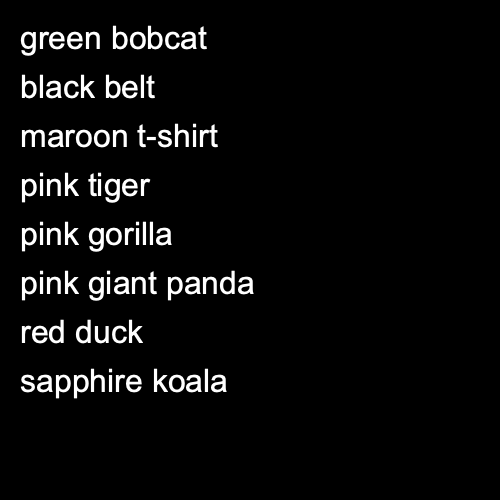 green bobcat
black belt
maroon t-shirt
pink tiger
pink gorilla
pink giant panda
red duck
sapphire koala